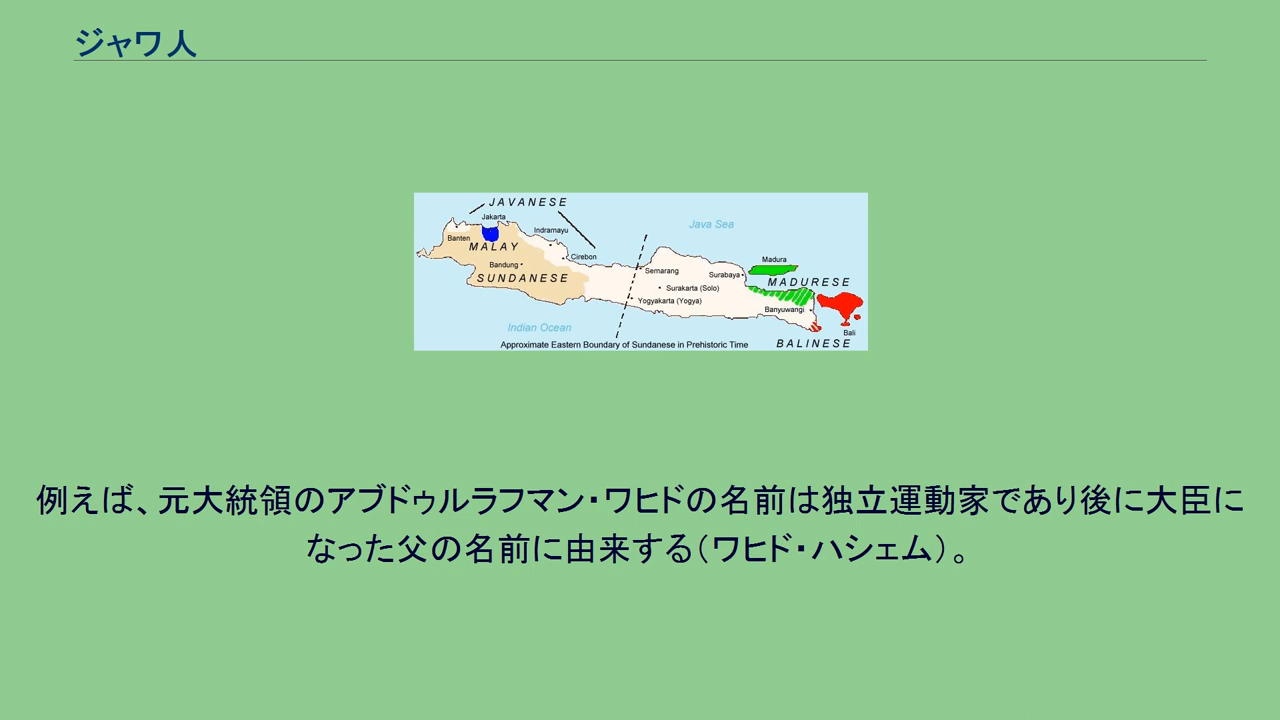 ジャワ人
JAVANESE
Jakarta
Java Sea
Indramayu
Banten
MALAY
Cirebon
Madura
Bandung
Semarang
Surabaya
SUNDANESE
MADURESE
Surakarta (Solo)
Yogyakarta (Yogya)
Banyuwangi
Indian Ocean
Bali
Approximate Eastern Boundary of Sundanese in Prehistoric Time
BALINESE
例えば、元大統領のアブドゥルラフマン・ワヒドの名前は独立運動家であり後に大臣に
なった父の名前に由来する（ワヒド・ハシェム）。